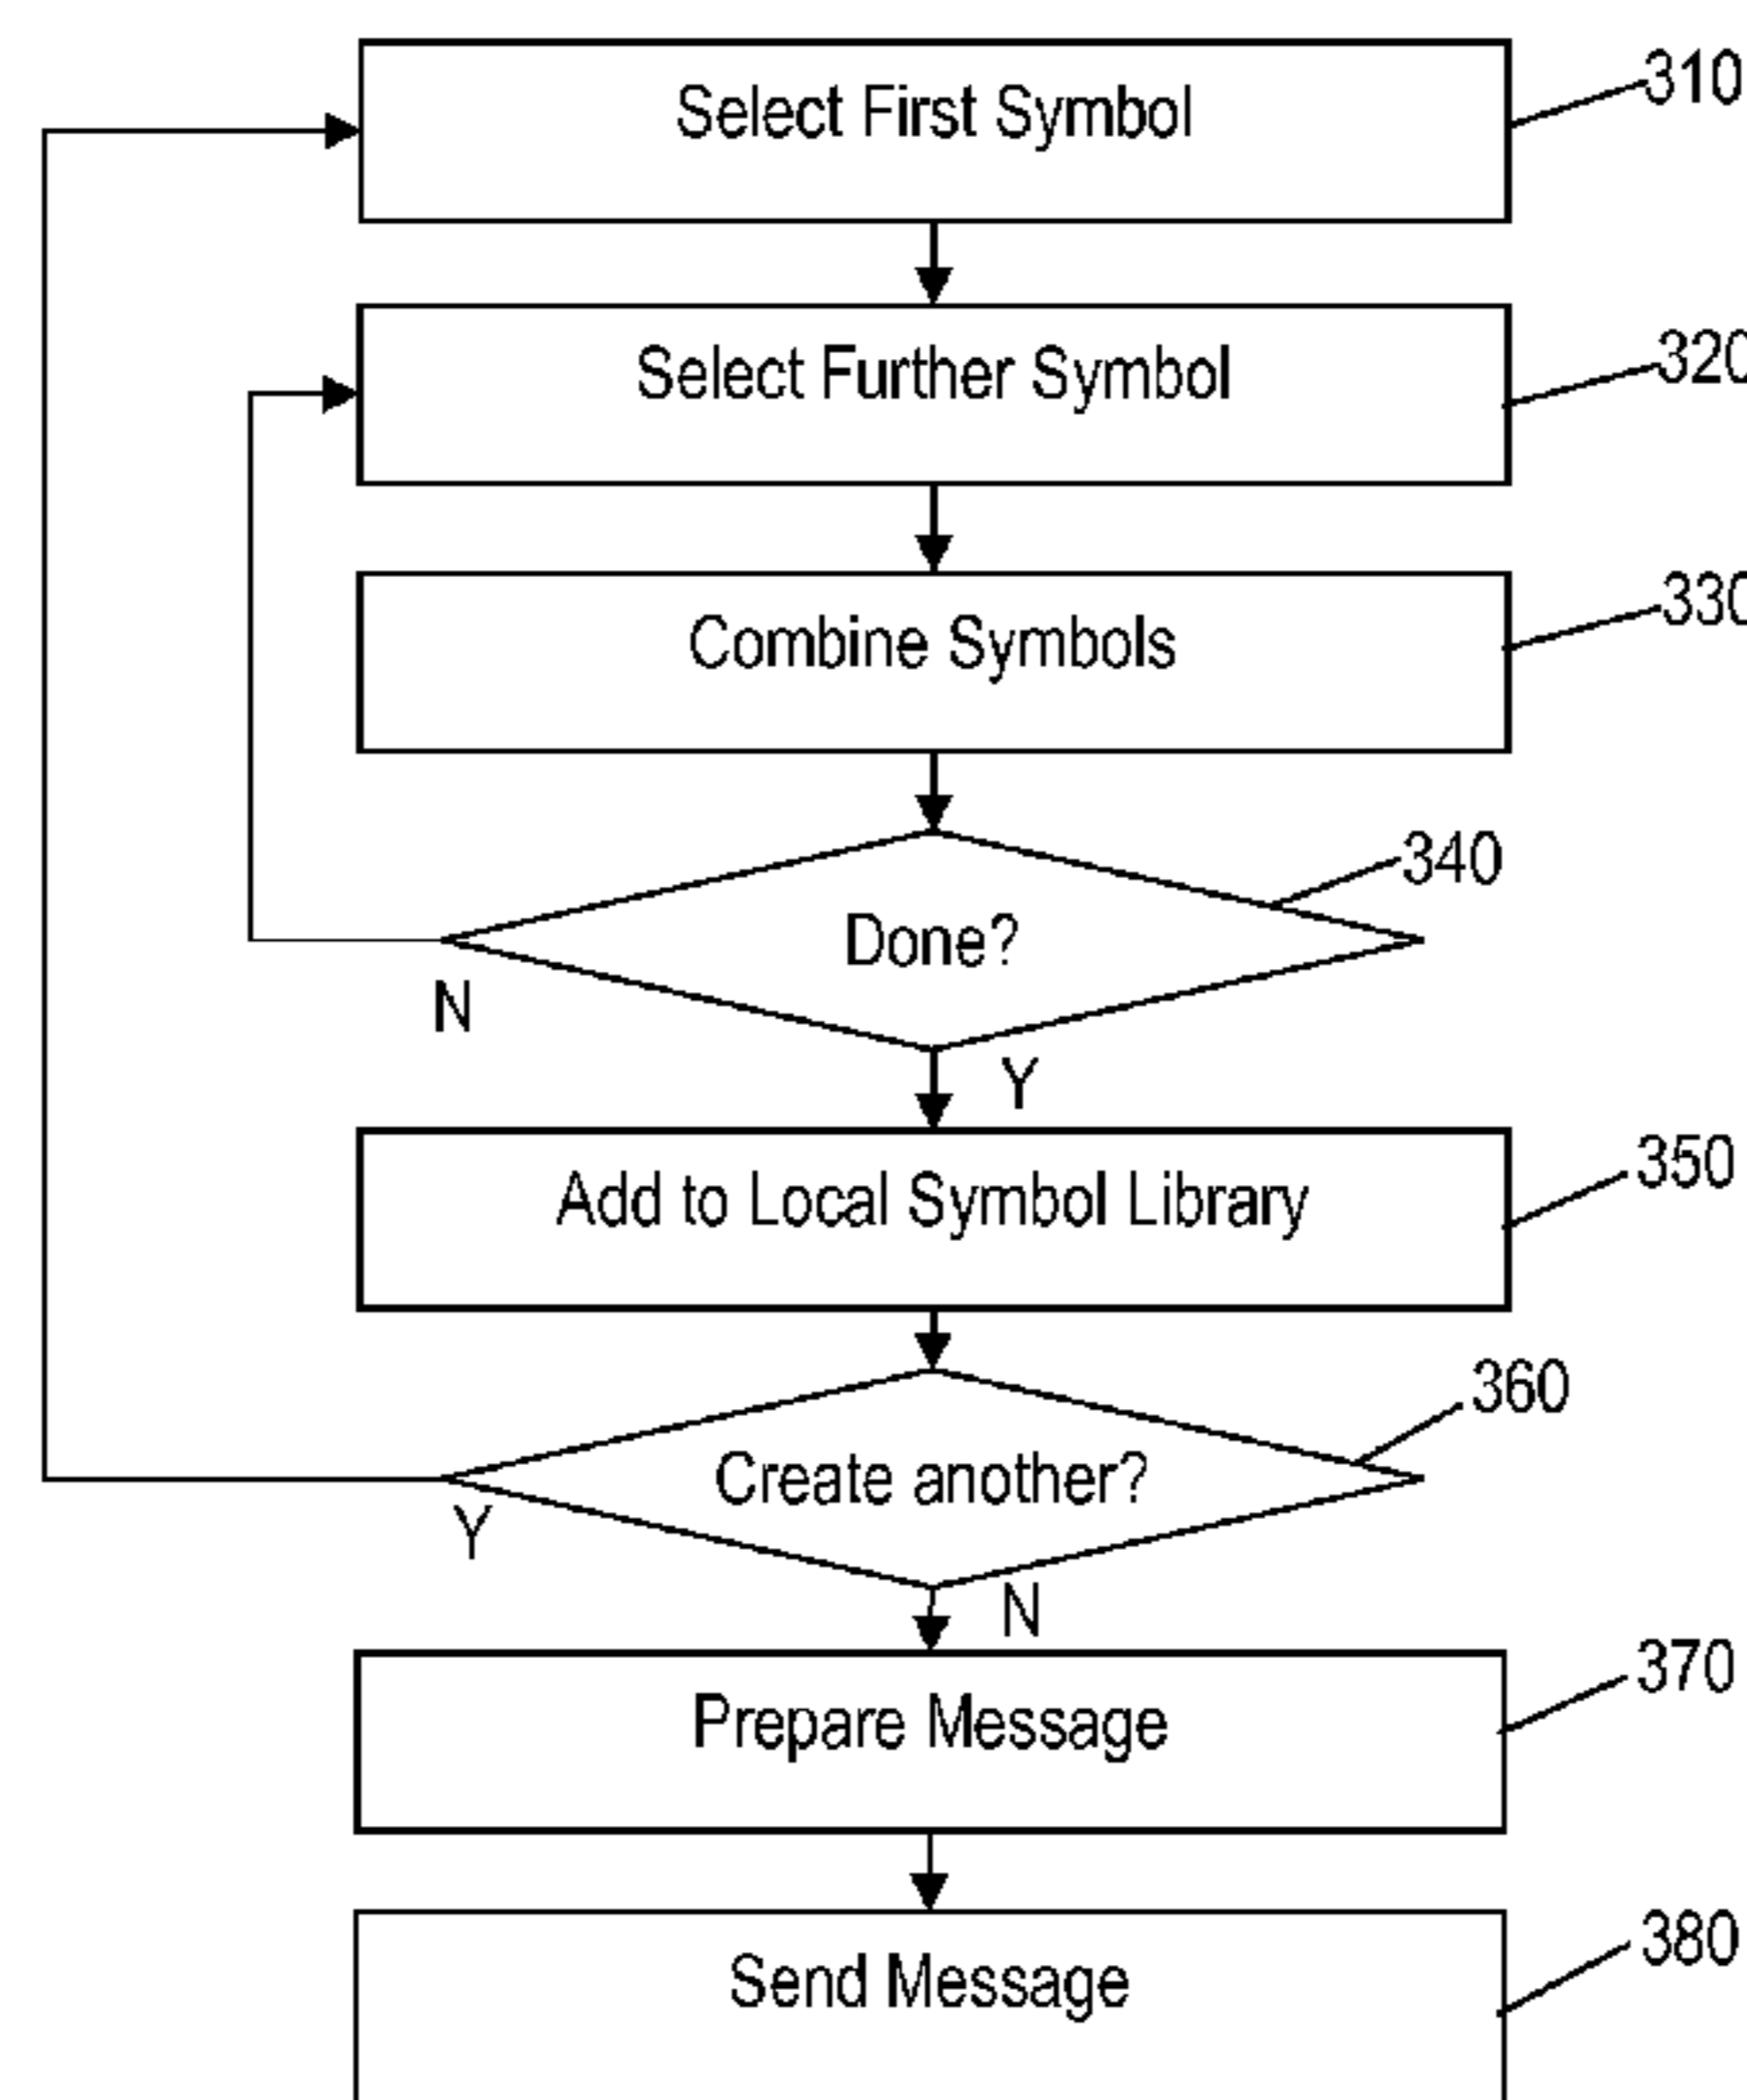 Select First Symbol
310
Select Further Symbol
320
Combine Symbols
330
Done?
340
N
Y
Add to Local Symbol Library
350
Create another?
360
Y
N
Prepare Message
370
Send Message
380